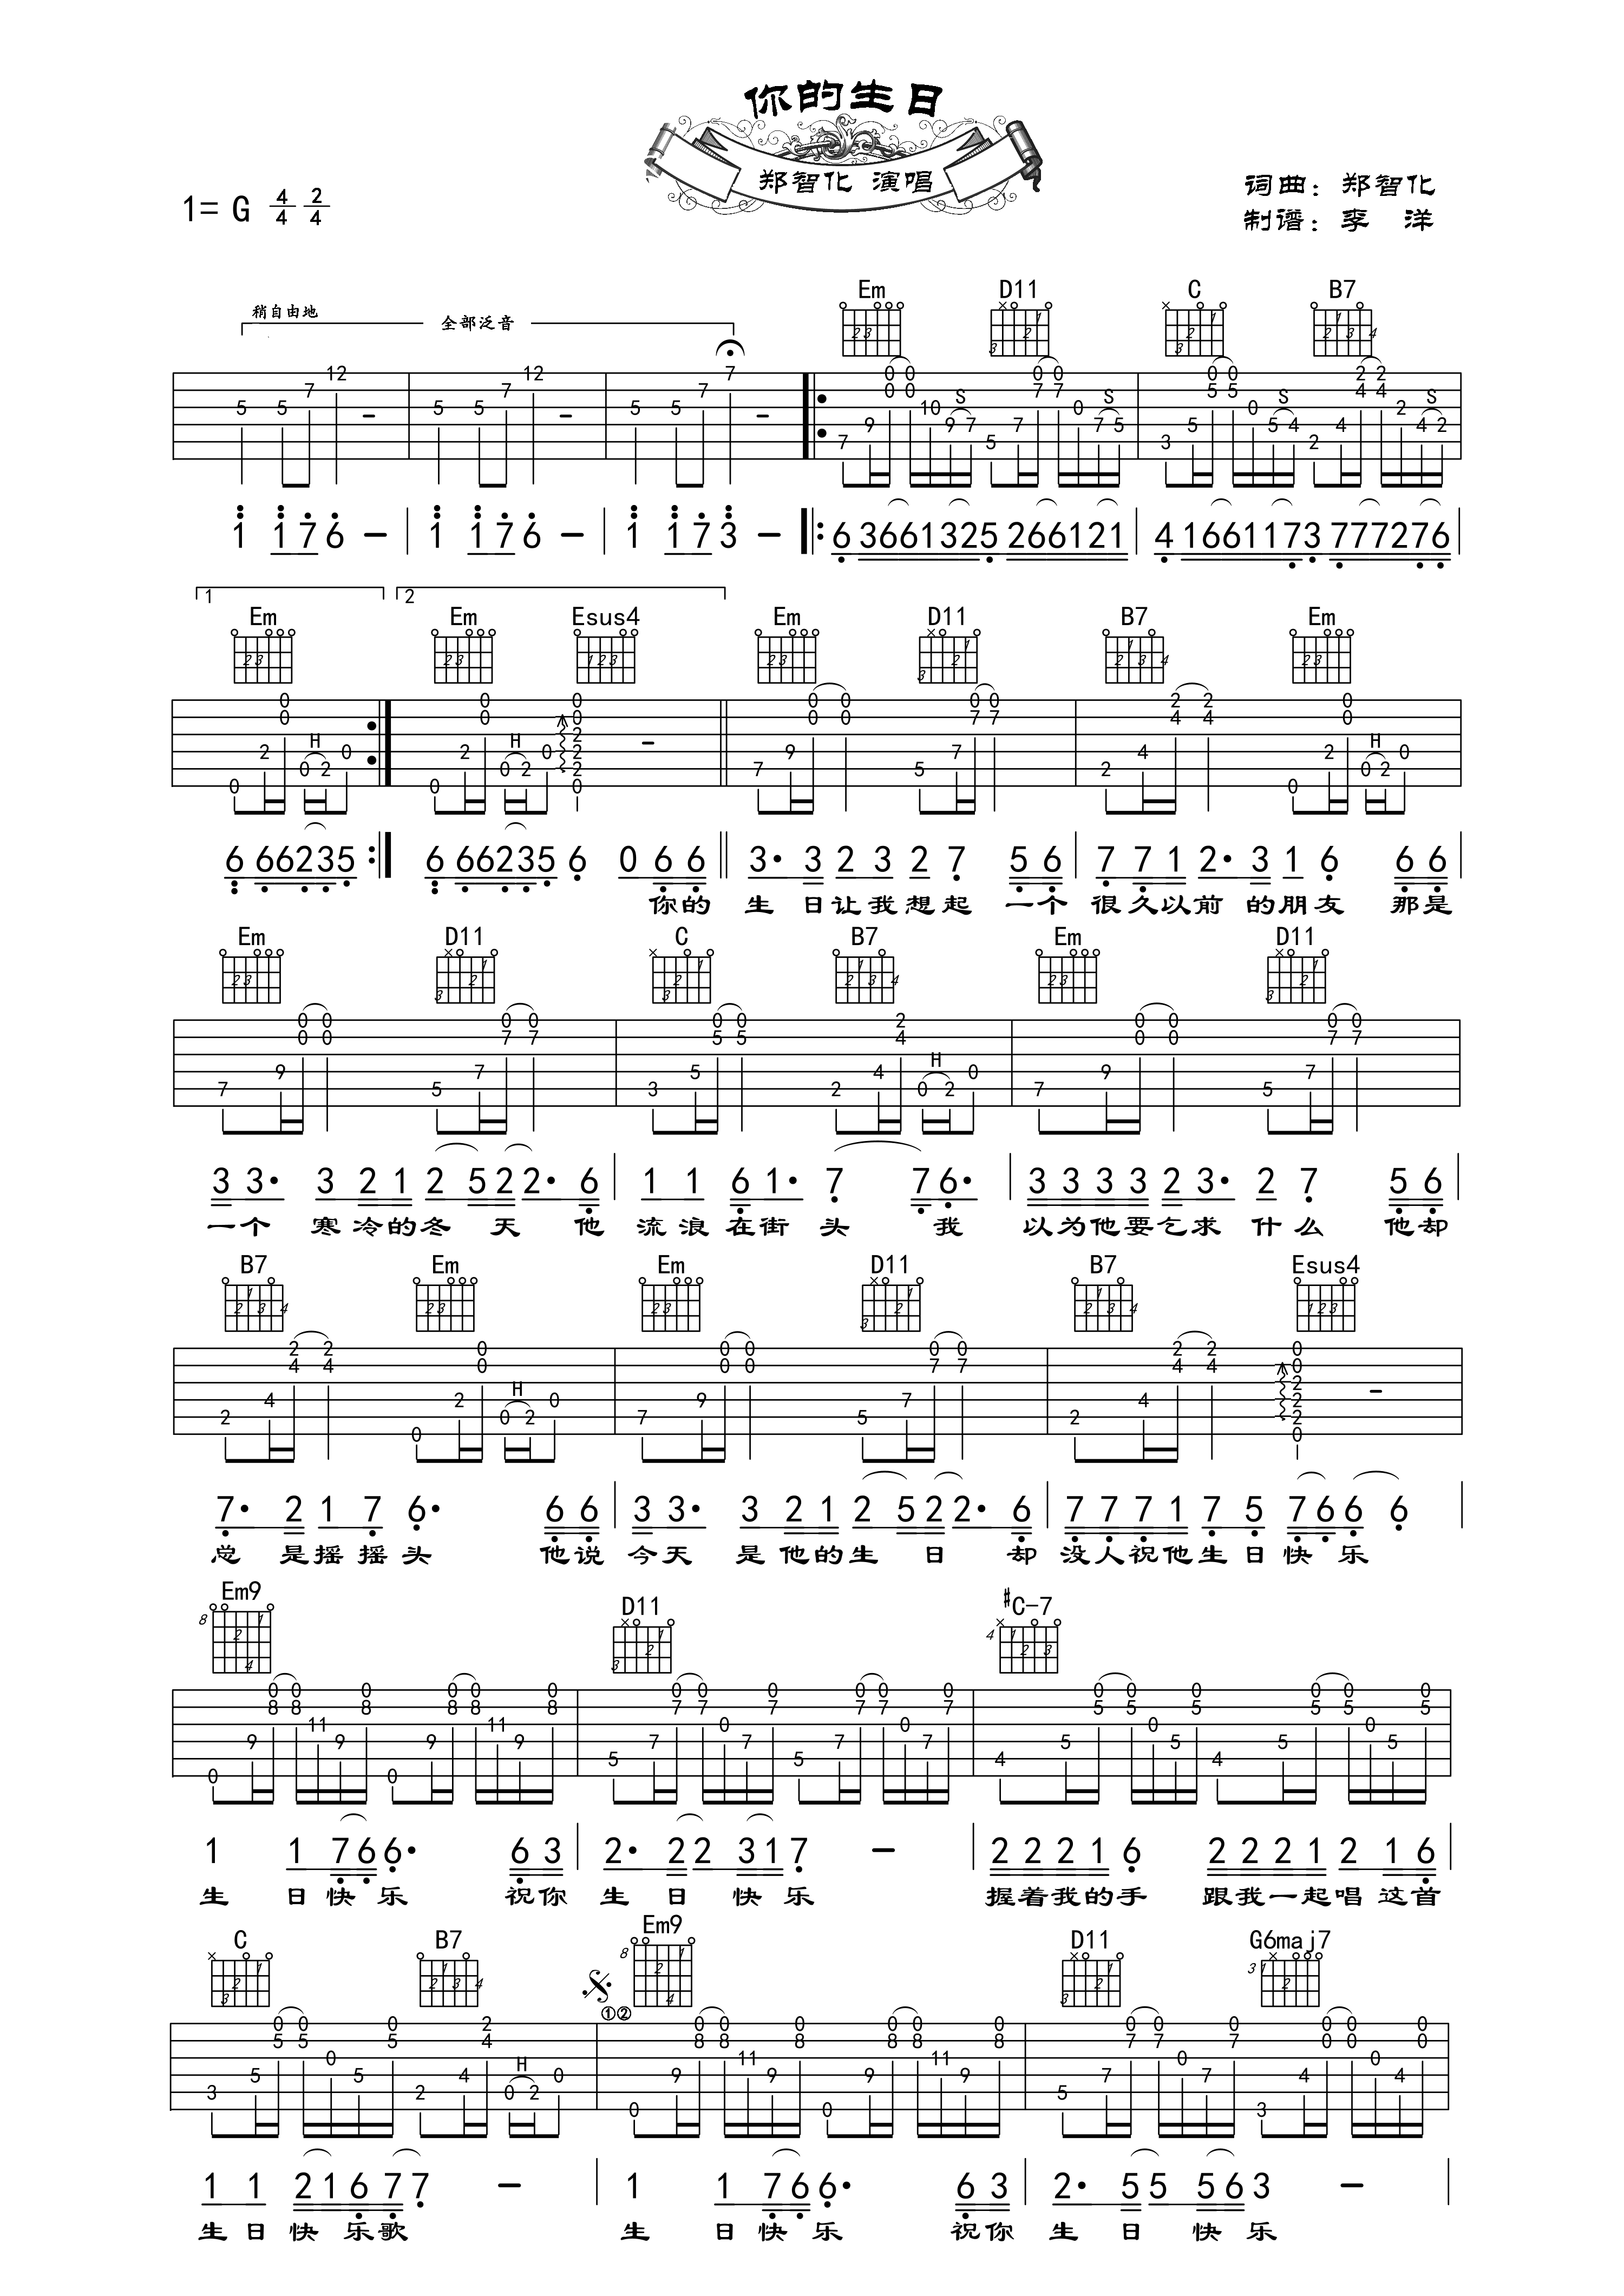 你的生日
郑智化 演唱
1= G 4/4 2/4
词曲：郑智化
制谱：李 洋
稍自由地
全部泛音
Em D11 C B7
5 5 7 12 – 5 5 7 12 – 5 5 7 7 –
1 1 7 6 – | 1 1 7 6 – | 1 1 7 3 – |: 6 3661325 266121 | 4 1661173 777276 |
1 2
Em Em Esus4 Em D11 B7 Em
6 66235 :| 6 66235 6 0 6 6 || 3· 3 2 3 2 7 5 6 | 7 7 1 2· 3 1 6 6 6 |
你的 生 日让我想起 一个 很久以前 的朋友 那是
Em D11 C B7 Em D11
3 3· 3 2 1 2 5 2 2· 6 | 1 1 6 1· 7 7 6· | 3 3 3 3 2 3· 2 7 5 6 |
一个 寒冷的冬 天 他 流浪在街 头 我 以为他要乞求 什么 他却
B7 Em Em D11 B7 Esus4
7· 2 1 7 6· 6 6 | 3 3· 3 2 1 2 5 2 2· 6 | 7 7 7 1 7 5 7 6 6 6 |
总 是摇摇头 他说 今天 是他的生 日 却 没人祝他生日快乐
Em9 D11 #C-7
8 4
1 1 7 6 6· 6 3 | 2· 2 2 3 1 7 – | 2 2 2 1 6 2 2 2 1 2 1 6 |
生 日快乐 祝你 生 日 快乐 握着我的手 跟我一起唱 这首
C B7 Em9 D11 G6maj7
8 3
①②
1 1 2 1 6 7 7 – | 1 1 7 6 6· 6 3 | 2· 5 5 5 6 3 – |
生日快乐歌 生 日快乐 祝你 生 日 快乐